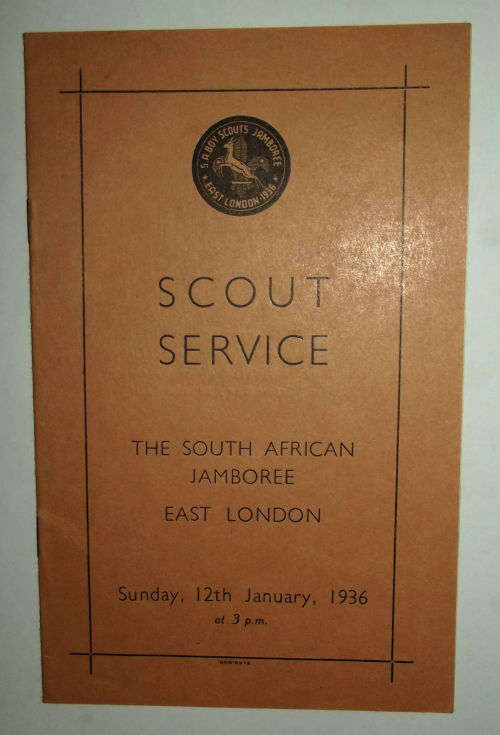 S.A. BOY SCOUTS JAMBOREE
EAST LONDON·1936
SCOUT
SERVICE
THE SOUTH AFRICAN
JAMBOREE
EAST LONDON
Sunday, 12th January, 1936
at 3 p.m.